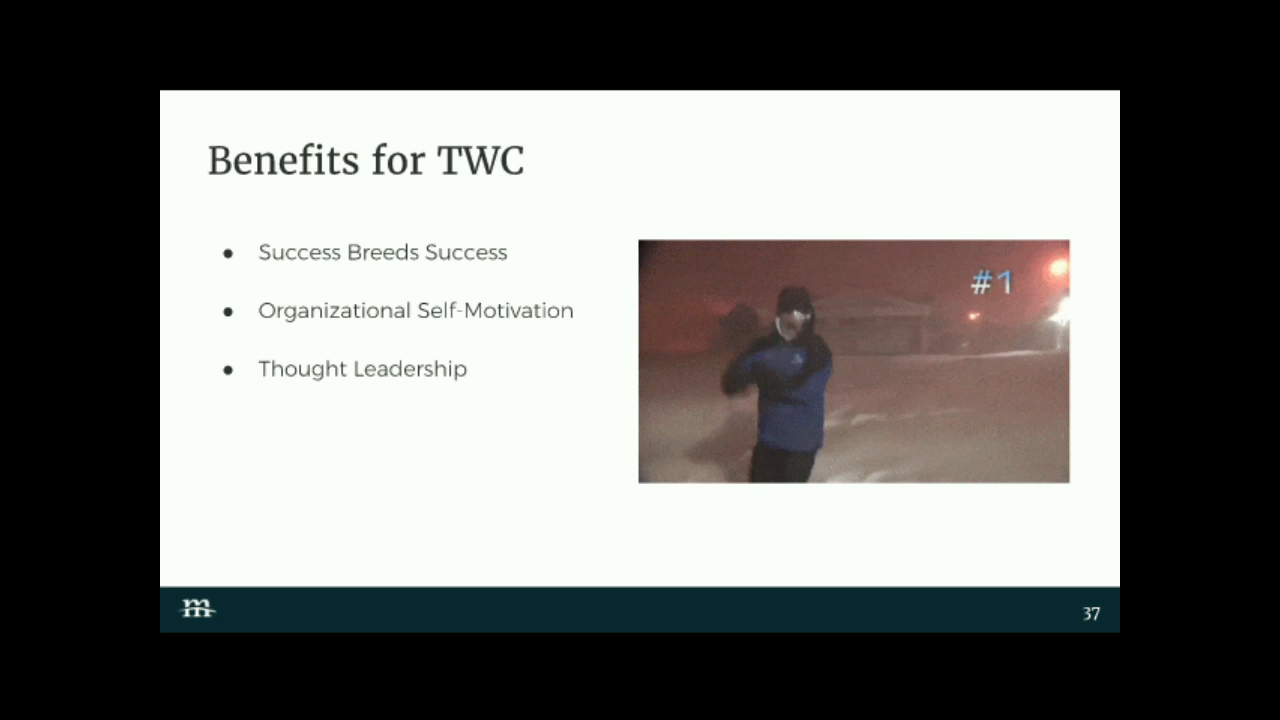 Benefits for TWC
● Success Breeds Success
● Organizational Self-Motivation
● Thought Leadership
#1
m
37